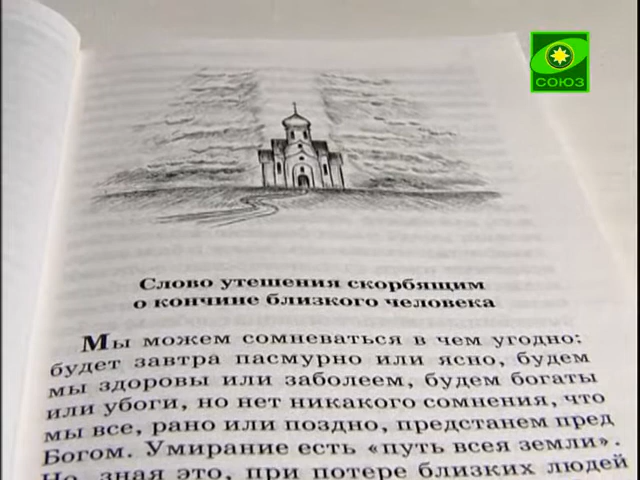 СОЮЗ
Слово утешения скорбящим
о кончине близкого человека
Мы можем сомневаться в чем угодно:
будет завтра пасмурно или ясно, будем
мы здоровы или заболеем, будем богаты
или убоги, но нет никакого сомнения, что
мы все, рано или поздно, предстанем пред
Богом. Умирание есть «путь всея земли».
Но, зная это, при потере близких людей